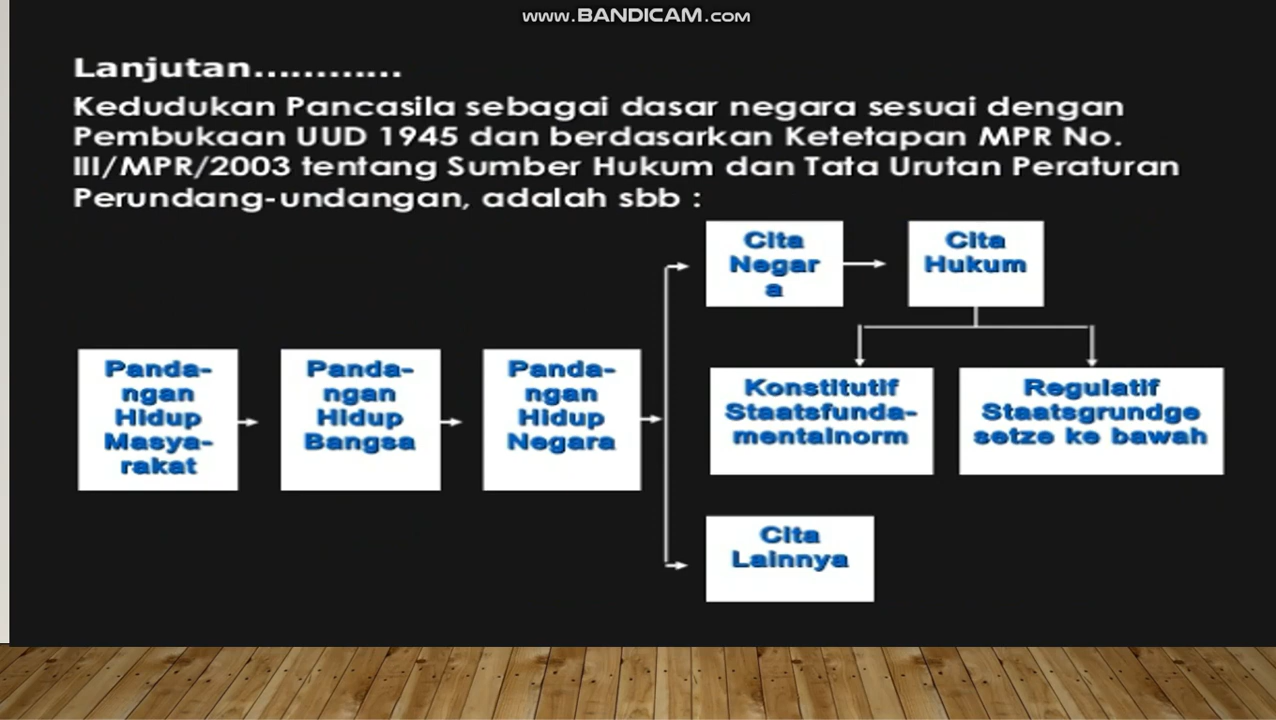 www.BANDICAM.com
Lanjutan............
Kedudukan Pancasila sebagai dasar negara sesuai dengan
Pembukaan UUD 1945 dan berdasarkan Ketetapan MPR No.
III/MPR/2003 tentang Sumber Hukum dan Tata Urutan Peraturan
Perundang-undangan, adalah sbb :
Cita
Negar
a
Cita
Hukum
Panda-
ngan
Hidup
Masya-
rakat
Panda-
ngan
Hidup
Bangsa
Panda-
ngan
Hidup
Negara
Konstitutif
Staatsfunda-
mentalnorm
Regulatif
Staatsgrundge
setze ke bawah
Cita
Lainnya